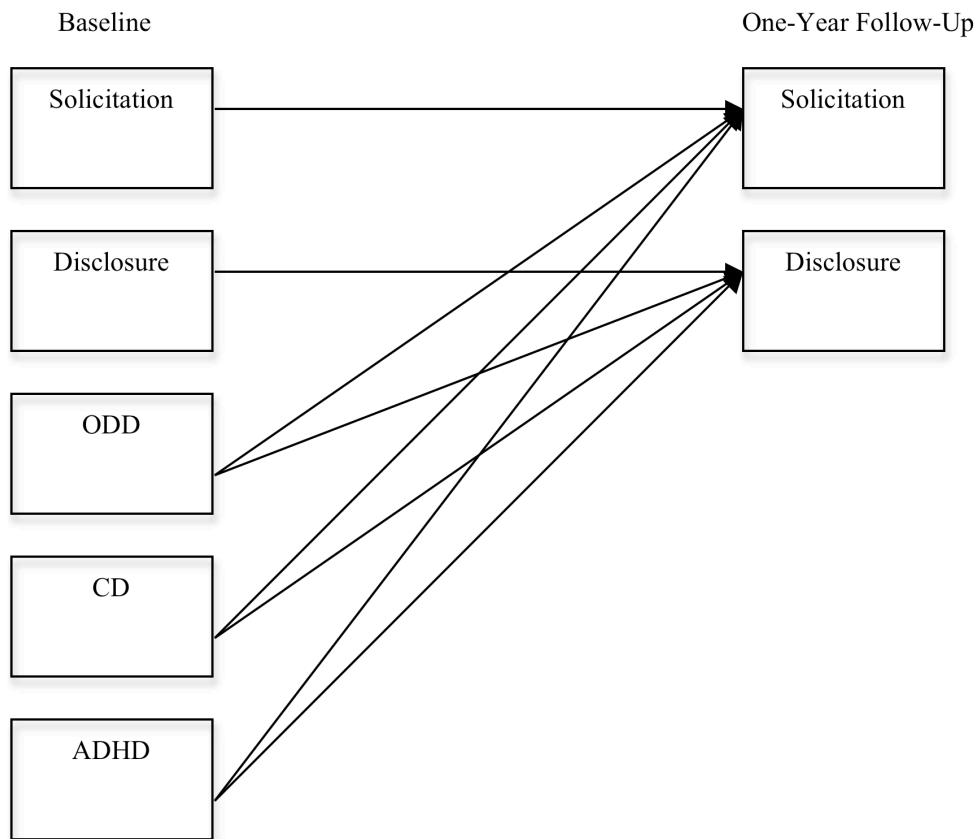 Baseline
One-Year Follow-Up
Solicitation
Solicitation
Disclosure
Disclosure
ODD
CD
ADHD